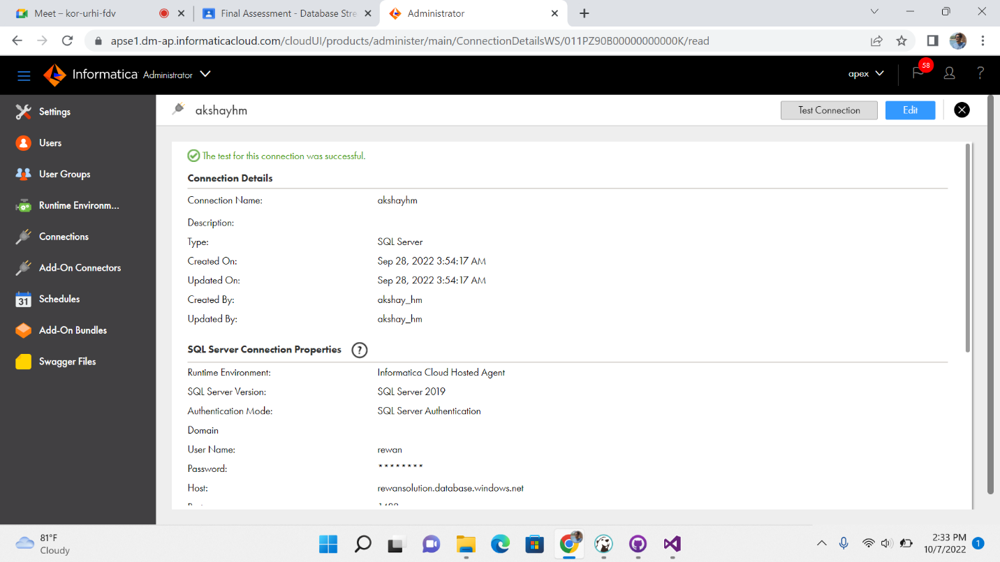 Meet – kor-urhi-fdv
Final Assessment - Database Stre
Administrator
apse1.dm-ap.informaticacloud.com/cloudUI/products/administer/main/ConnectionDetailsWS/011PZ90B00000000000K/read
Informatica Administrator
apex
58
?
Settings
Users
User Groups
Runtime Environm...
Connections
Add-On Connectors
31 Schedules
Add-On Bundles
Swagger Files
akshayhm
Test Connection
Edit
The test for this connection was successful.
Connection Details
Connection Name: akshayhm
Description:
Type: SQL Server
Created On: Sep 28, 2022 3:54:17 AM
Updated On: Sep 28, 2022 3:54:17 AM
Created By: akshay_hm
Updated By: akshay_hm
SQL Server Connection Properties ?
Runtime Environment: Informatica Cloud Hosted Agent
SQL Server Version: SQL Server 2019
Authentication Mode: SQL Server Authentication
Domain
User Name: rewan
Password: ********
Host: rewansolution.database.windows.net
81°F
Cloudy
2:33 PM
10/7/2022
1